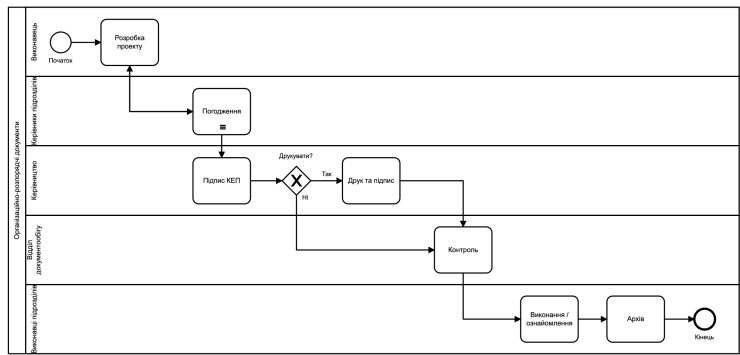 Організаційно-розпорядчі документи
Виконавець
Початок
Розробка
проекту
Керівники підрозділів
Погодження
Керівництво
Підпис КЕП
Друкувати?
Так
Ні
Друк та підпис
Відділ
документообігу
Контроль
Виконавці підрозділів
Виконання /
ознайомлення
Архів
Кінець